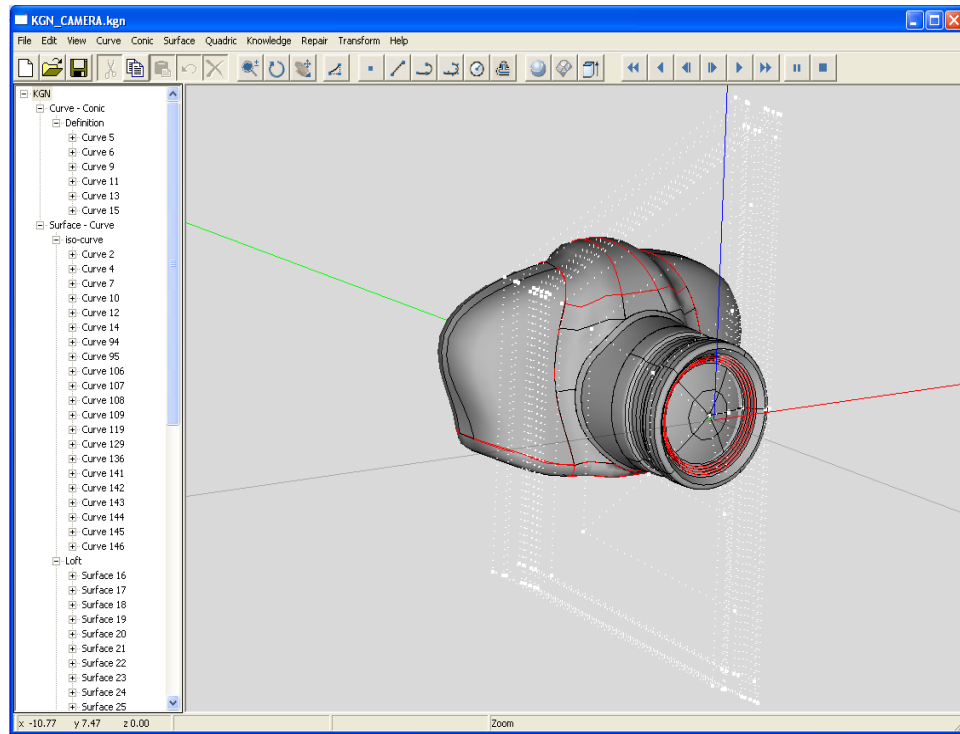 KGN_CAMERA.kgn
File Edit View Curve Conic Surface Quadric Knowledge Repair Transform Help
KGN
Curve - Conic
Definition
Curve 5
Curve 6
Curve 9
Curve 11
Curve 13
Curve 15
Surface - Curve
iso-curve
Curve 2
Curve 4
Curve 7
Curve 10
Curve 12
Curve 14
Curve 94
Curve 95
Curve 106
Curve 107
Curve 108
Curve 109
Curve 119
Curve 129
Curve 136
Curve 141
Curve 142
Curve 143
Curve 144
Curve 145
Curve 146
Loft
Surface 16
Surface 17
Surface 18
Surface 19
Surface 20
Surface 21
Surface 22
Surface 23
Surface 24
Surface 25
x -10.77 y 7.47 z 0.00 Zoom